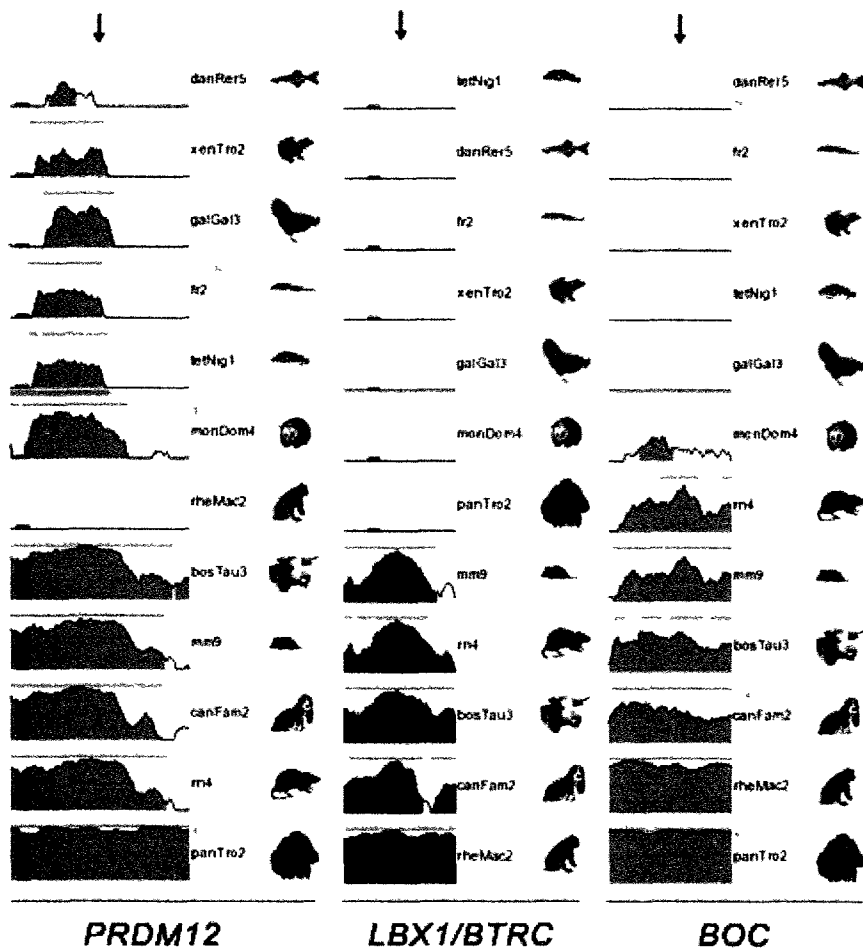 danRer5
xenTro2
galGal3
fr2
tetNig1
monDom4
rheMac2
bosTau3
mm9
canFam2
rn4
panTro2
PRDM12
tetNig1
danRer5
fr2
xenTro2
galGal3
monDom4
panTro2
mm9
rn4
bosTau3
canFam2
rheMac2
LBX1/BTRC
danRer5
fr2
xenTro2
tetNig1
galGal3
monDom4
rn4
mm9
bosTau3
canFam2
rheMac2
panTro2
BOC